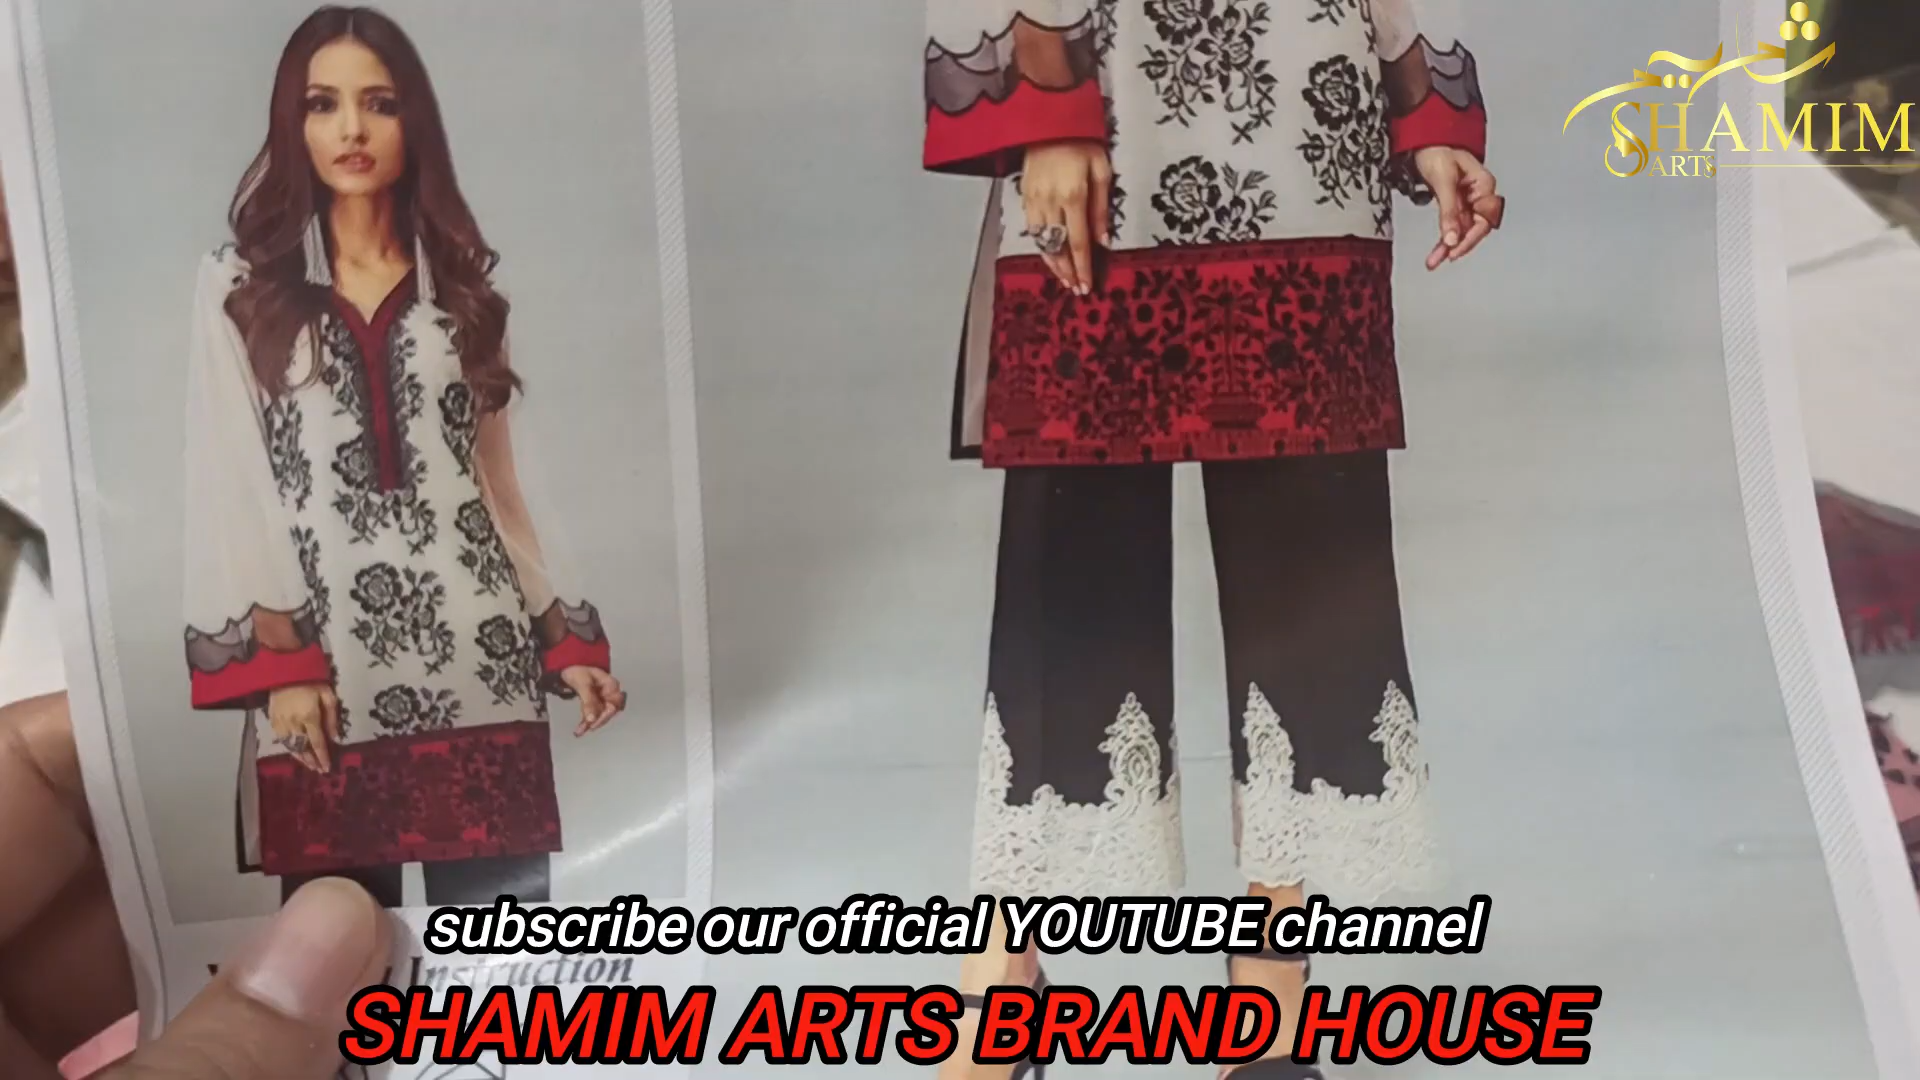 SHAMIM
ARTS
Instruction
subscribe our official YOUTUBE channel
SHAMIM ARTS BRAND HOUSE